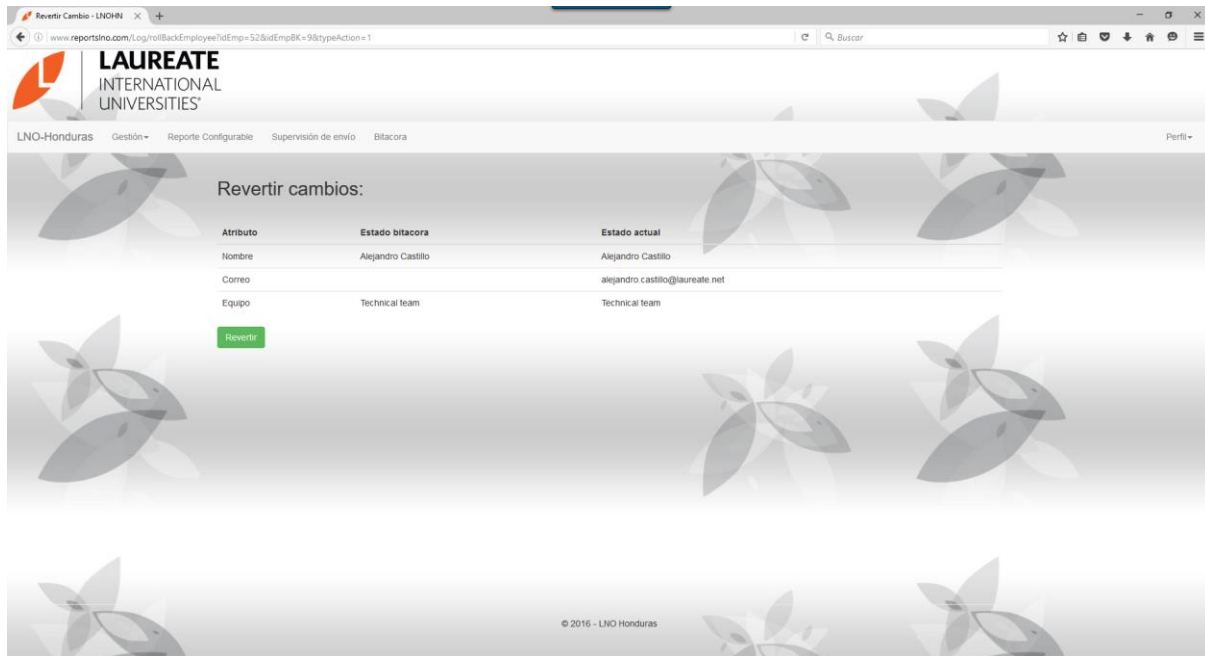 Revertir Cambio - LNOHN
www.reportslno.com/Log/rollBackEmployee?idEmp=52&idEmpBK=9&typeAction=1
Buscar
LAUREATE
INTERNATIONAL
UNIVERSITIES®
LNO-Honduras Gestión Reporte Configurable Supervisión de envío Bitacora Perfil
Revertir cambios:
Atributo Estado bitacora Estado actual
Nombre Alejandro Castillo Alejandro Castillo
Correo alejandro.castillo@laureate.net
Equipo Technical team Technical team
Revertir
© 2016 - LNO Honduras